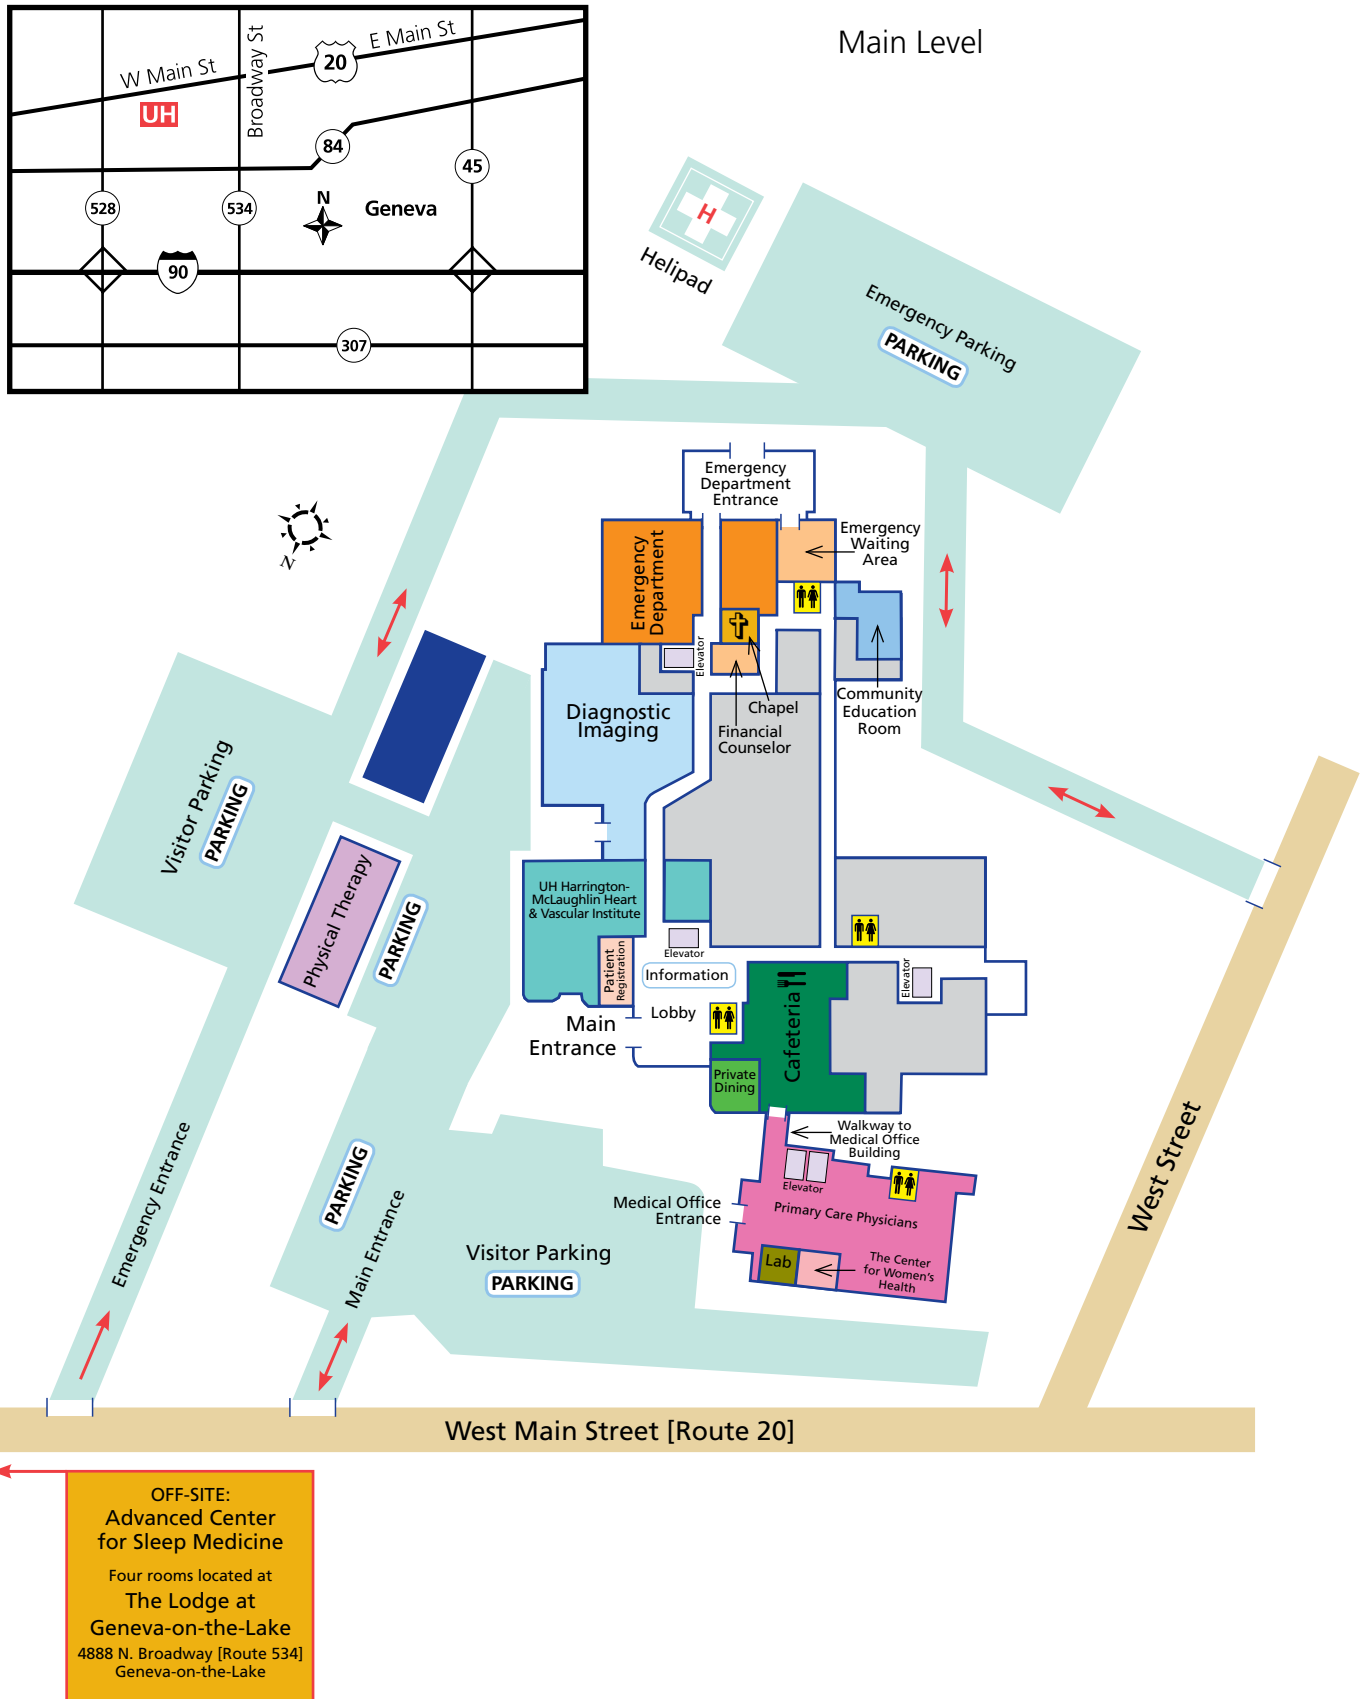 Main Level
W Main St
Broadway St
20
E Main St
UH
84
45
528
534
N
Geneva
90
307
H
Helipad
Emergency Parking
PARKING
Emergency
Department
Entrance
Emergency
Department
Emergency
Waiting
Area
N
Elevator
Diagnostic
Imaging
Chapel
Financial
Counselor
Community
Education
Room
Visitor Parking
PARKING
Physical Therapy
PARKING
UH Harrington-
McLaughlin Heart
& Vascular Institute
Patient
Registration
Elevator
Information
Lobby
Main
Entrance
Elevator
Cafeteria
Private
Dining
Walkway to
Medical Office
Building
Elevator
Medical Office
Entrance
Primary Care Physicians
Lab
The Center
for Women's
Health
PARKING
Emergency Entrance
Main Entrance
Visitor Parking
PARKING
West Street
West Main Street [Route 20]
OFF-SITE:
Advanced Center
for Sleep Medicine
Four rooms located at
The Lodge at
Geneva-on-the-Lake
4888 N. Broadway [Route 534]
Geneva-on-the-Lake